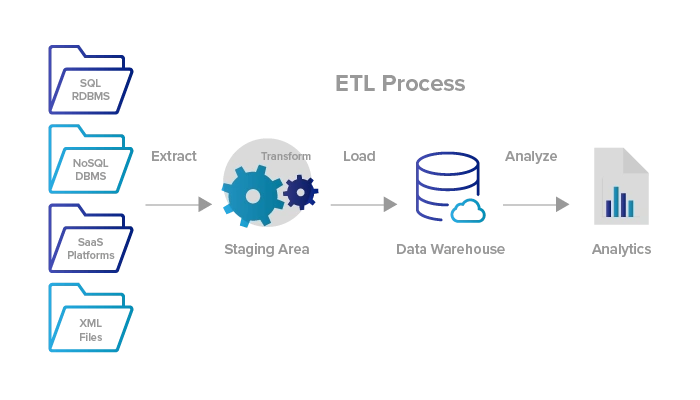 ETL Process
SQL
RDBMS
NoSQL
DBMS
SaaS
Platforms
XML
Files
Extract
Transform
Staging Area
Load
Data Warehouse
Analyze
Analytics